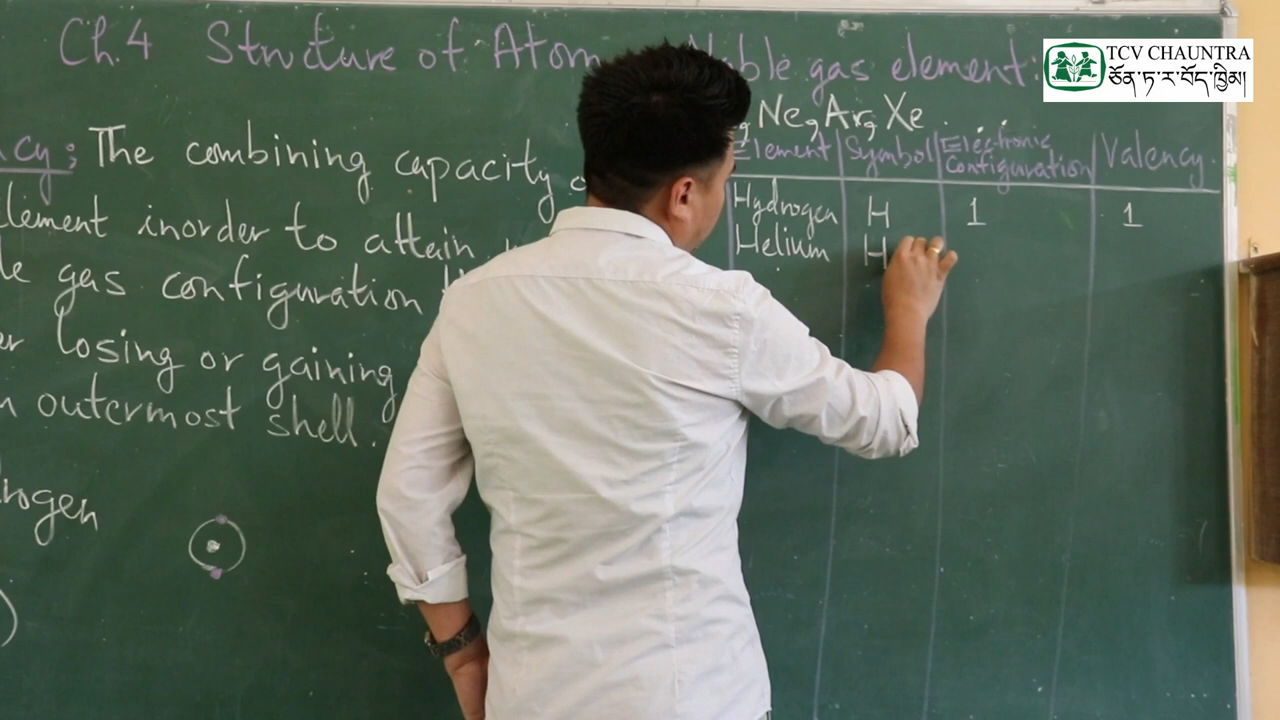 Ch.4 Structure of Atom
Noble gas element:
Ne, Ar, Xe
TCV CHAUNTRA
ཅོན་ཏ་ར་བོད་ཁྱིམ།
The combining capacity
element inorder to attain
gas configuration
losing or gaining
outermost shell.
Element Symbol Electronic Configuration Valency
Hydrogen H 1 1
Helium H